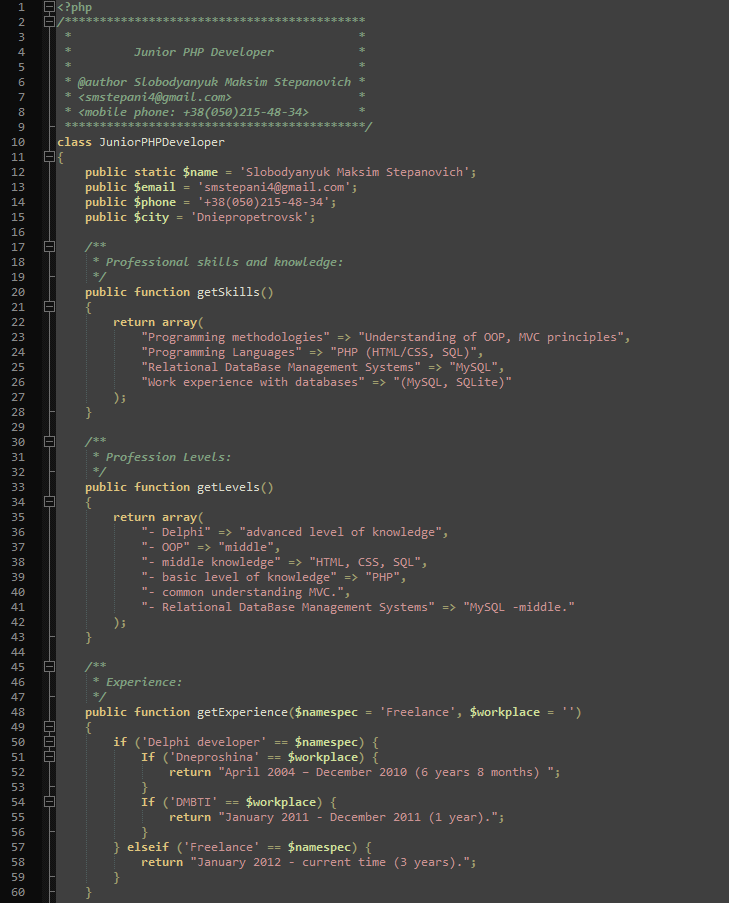 1 <?php
2 /*******************************************
3  *                                         *
4  *         Junior PHP Developer            *
5  *                                         *
6  * @author Slobodyanyuk Maksim Stepanovich *
7  * <smstepani4@gmail.com>                  *
8  * <mobile phone: +38(050)215-48-34>       *
9  *******************************************/
10 class JuniorPHPDeveloper
11 {
12     public static $name = 'Slobodyanyuk Maksim Stepanovich';
13     public $email = 'smstepani4@gmail.com';
14     public $phone = '+38(050)215-48-34';
15     public $city = 'Dniepropetrovsk';
16
17     /**
18      * Professional skills and knowledge:
19      */
20     public function getSkills()
21     {
22         return array(
23             "Programming methodologies" => "Understanding of OOP, MVC principles",
24             "Programming Languages" => "PHP (HTML/CSS, SQL)",
25             "Relational DataBase Management Systems" => "MySQL",
26             "Work experience with databases" => "(MySQL, SQLite)"
27         );
28     }
29
30     /**
31      * Profession Levels:
32      */
33     public function getLevels()
34     {
35         return array(
36             "- Delphi" => "advanced level of knowledge",
37             "- OOP" => "middle",
38             "- middle knowledge" => "HTML, CSS, SQL",
39             "- basic level of knowledge" => "PHP",
40             "- common understanding MVC.",
41             "- Relational DataBase Management Systems" => "MySQL -middle."
42         );
43     }
44
45     /**
46      * Experience:
47      */
48     public function getExperience($namespec = 'Freelance', $workplace = '')
49     {
50         if ('Delphi developer' == $namespec) {
51             If ('Dneproshina' == $workplace) {
52                 return "April 2004 – December 2010 (6 years 8 months) ";
53             }
54             If ('DMBTI' == $workplace) {
55                 return "January 2011 - December 2011 (1 year).";
56             }
57         } elseif ('Freelance' == $namespec) {
58             return "January 2012 - current time (3 years).";
59         }
60     }